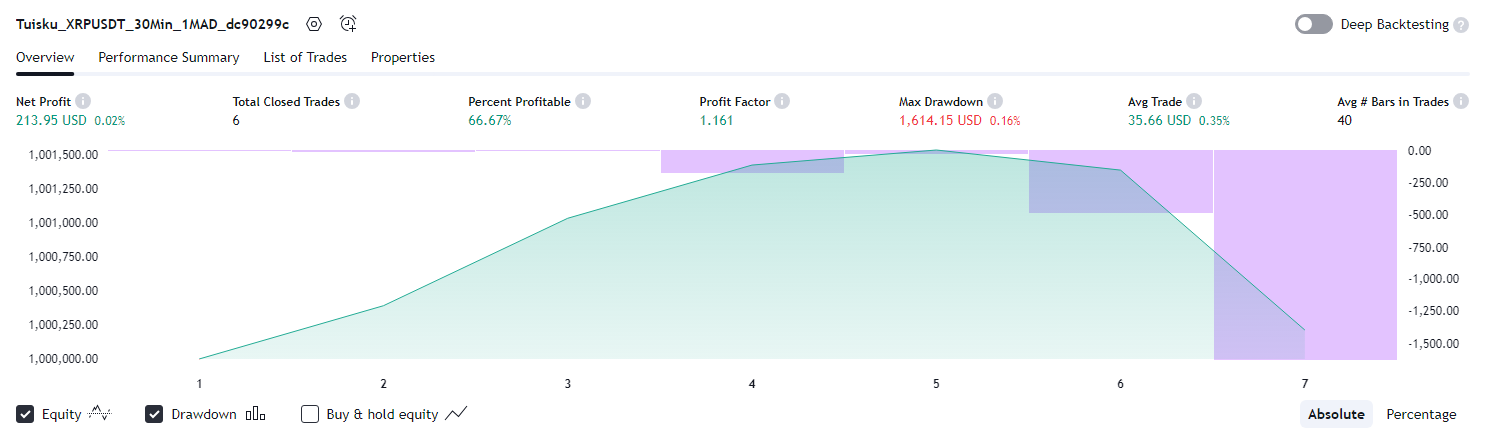 Tuisku_XRPUSDT_30Min_1MAD_dc90299c
Deep Backtesting ?
Overview Performance Summary List of Trades Properties
Net Profit i Total Closed Trades i Percent Profitable i Profit Factor i Max Drawdown i Avg Trade i Avg # Bars in Trades i
213.95 USD 0.02% 6 66.67% 1.161 1,614.15 USD 0.16% 35.66 USD 0.35% 40
1,001,500.00 0.00
1,001,250.00 -250.00
1,001,000.00 -500.00
1,000,750.00 -750.00
1,000,500.00 -1,000.00
1,000,250.00 -1,250.00
1,000,000.00 -1,500.00
1 2 3 4 5 6 7
Equity Drawdown Buy & hold equity Absolute Percentage